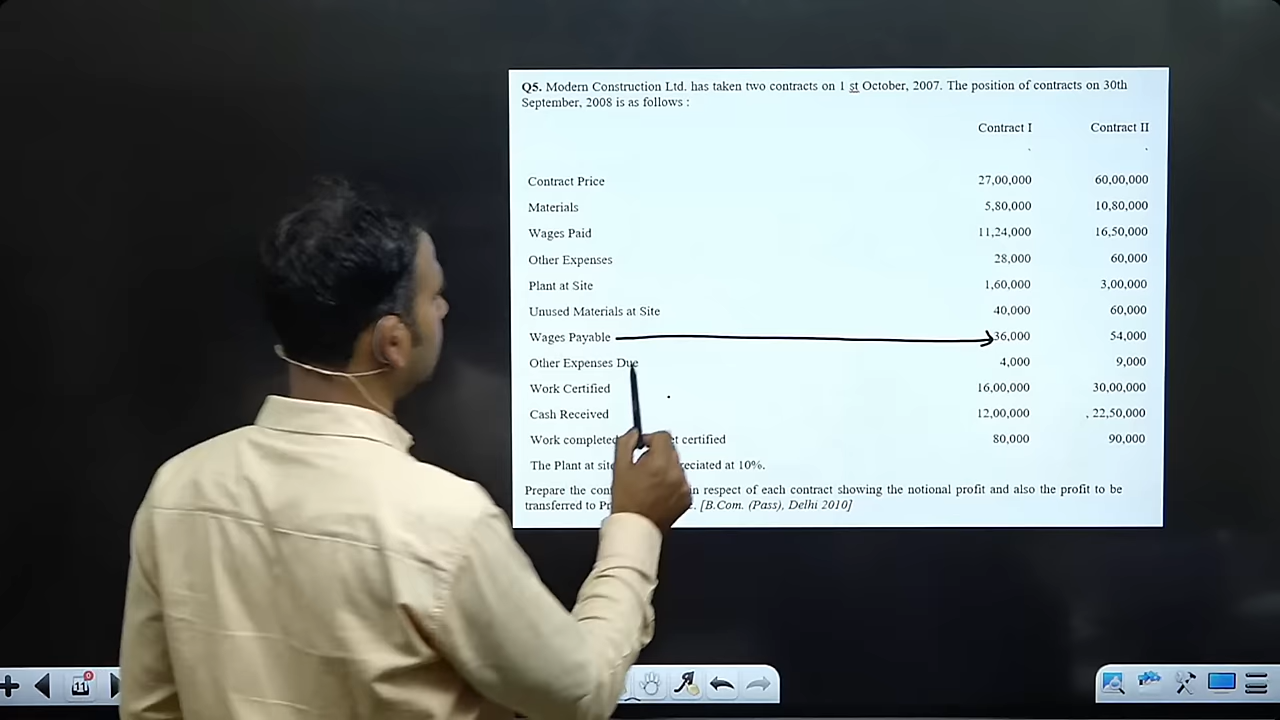 Q5. Modern Construction Ltd. has taken two contracts on 1 st October, 2007. The position of contracts on 30th
September, 2008 is as follows :
Contract I Contract II
Contract Price 27,00,000 60,00,000
Materials 5,80,000 10,80,000
Wages Paid 11,24,000 16,50,000
Other Expenses 28,000 60,000
Plant at Site 1,60,000 3,00,000
Unused Materials at Site 40,000 60,000
Wages Payable 36,000 54,000
Other Expenses Due 4,000 9,000
Work Certified 16,00,000 30,00,000
Cash Received 12,00,000 22,50,000
Work completed certified 80,000 90,000
The Plant at site at 10%.
Prepare the in respect of each contract showing the notional profit and also the profit to be
transferred to [B.Com. (Pass), Delhi 2010]
11
0